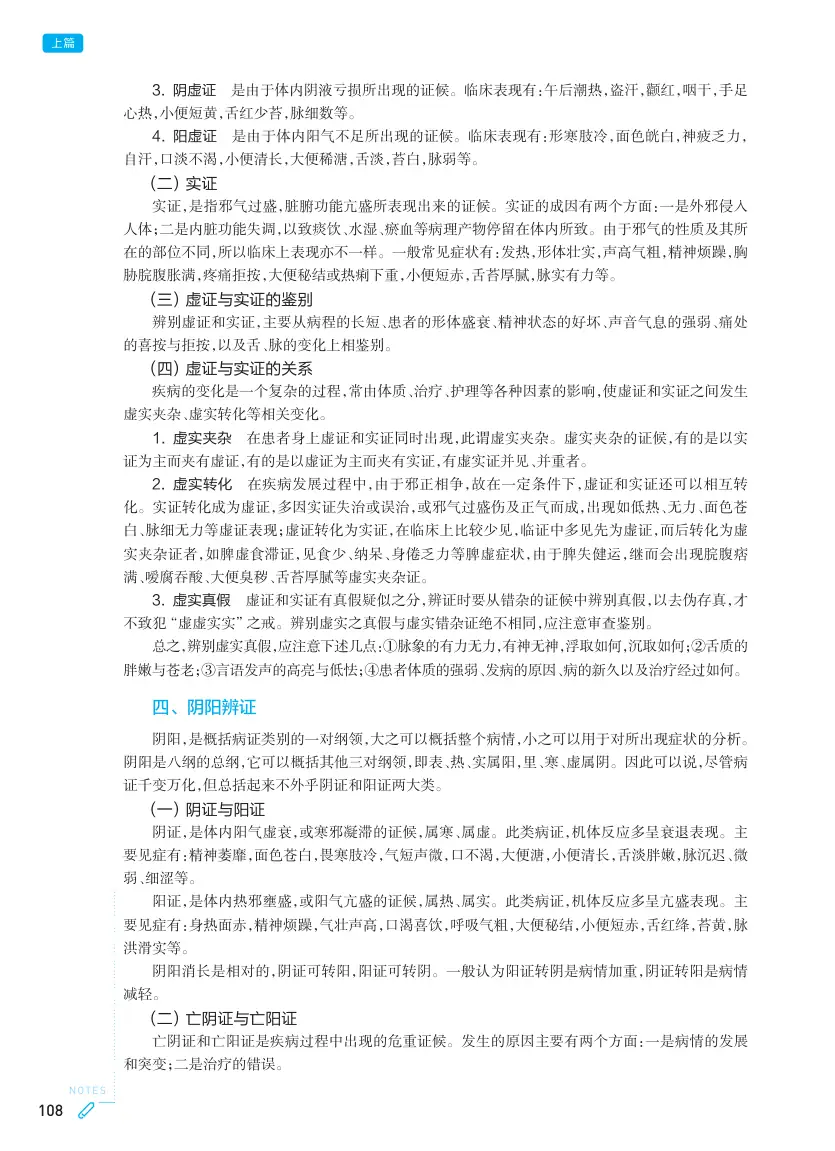 上篇
3. 阴虚证　是由于体内阴液亏损所出现的证候。临床表现有:午后潮热,盗汗,颧红,咽干,手足
心热,小便短黄,舌红少苔,脉细数等。
4. 阳虚证　是由于体内阳气不足所出现的证候。临床表现有:形寒肢冷,面色㿠白,神疲乏力,
自汗,口淡不渴,小便清长,大便稀溏,舌淡,苔白,脉弱等。
（二）实证
实证,是指邪气过盛,脏腑功能亢盛所表现出来的证候。实证的成因有两个方面:一是外邪侵入
人体;二是内脏功能失调,以致痰饮、水湿、瘀血等病理产物停留在体内所致。由于邪气的性质及其所
在的部位不同,所以临床上表现亦不一样。一般常见症状有:发热,形体壮实,声高气粗,精神烦躁,胸
胁脘腹胀满,疼痛拒按,大便秘结或热痢下重,小便短赤,舌苔厚腻,脉实有力等。
（三）虚证与实证的鉴别
辨别虚证和实证,主要从病程的长短、患者的形体盛衰、精神状态的好坏、声音气息的强弱、痛处
的喜按与拒按,以及舌、脉的变化上相鉴别。
（四）虚证与实证的关系
疾病的变化是一个复杂的过程,常由体质、治疗、护理等各种因素的影响,使虚证和实证之间发生
虚实夹杂、虚实转化等相关变化。
1. 虚实夹杂　在患者身上虚证和实证同时出现,此谓虚实夹杂。虚实夹杂的证候,有的是以实
证为主而夹有虚证,有的是以虚证为主而夹有实证,有虚实证并见、并重者。
2. 虚实转化　在疾病发展过程中,由于邪正相争,故在一定条件下,虚证和实证还可以相互转
化。实证转化成为虚证,多因实证失治或误治,或邪气过盛伤及正气而成,出现如低热、无力、面色苍
白、脉细无力等虚证表现;虚证转化为实证,在临床上比较少见,临证中多见先为虚证,而后转化为虚
实夹杂证者,如脾虚食滞证,见食少、纳呆、身倦乏力等脾虚症状,由于脾失健运,继而会出现脘腹痞
满、嗳腐吞酸、大便臭秽、舌苔厚腻等虚实夹杂证。
3. 虚实真假　虚证和实证有真假疑似之分,辨证时要从错杂的证候中辨别真假,以去伪存真,才
不致犯“虚虚实实”之戒。辨别虚实之真假与虚实错杂证绝不相同,应注意审查鉴别。
总之,辨别虚实真假,应注意下述几点:①脉象的有力无力,有神无神,浮取如何,沉取如何;②舌质的
胖嫩与苍老;③言语发声的高亮与低怯;④患者体质的强弱、发病的原因、病的新久以及治疗经过如何。
四、阴阳辨证
阴阳,是概括病证类别的一对纲领,大之可以概括整个病情,小之可以用于对所出现症状的分析。
阴阳是八纲的总纲,它可以概括其他三对纲领,即表、热、实属阳,里、寒、虚属阴。因此可以说,尽管病
证千变万化,但总括起来不外乎阴证和阳证两大类。
（一）阴证与阳证
阴证,是体内阳气虚衰,或寒邪凝滞的证候,属寒、属虚。此类病证,机体反应多呈衰退表现。主
要见症有:精神萎靡,面色苍白,畏寒肢冷,气短声微,口不渴,大便溏,小便清长,舌淡胖嫩,脉沉迟、微
弱、细涩等。
阳证,是体内热邪壅盛,或阳气亢盛的证候,属热、属实。此类病证,机体反应多呈亢盛表现。主
要见症有:身热面赤,精神烦躁,气壮声高,口渴喜饮,呼吸气粗,大便秘结,小便短赤,舌红绛,苔黄,脉
洪滑实等。
阴阳消长是相对的,阴证可转阳,阳证可转阴。一般认为阳证转阴是病情加重,阴证转阳是病情
减轻。
（二）亡阴证与亡阳证
亡阴证和亡阳证是疾病过程中出现的危重证候。发生的原因主要有两个方面:一是病情的发展
和突变;二是治疗的错误。
NOTES
108